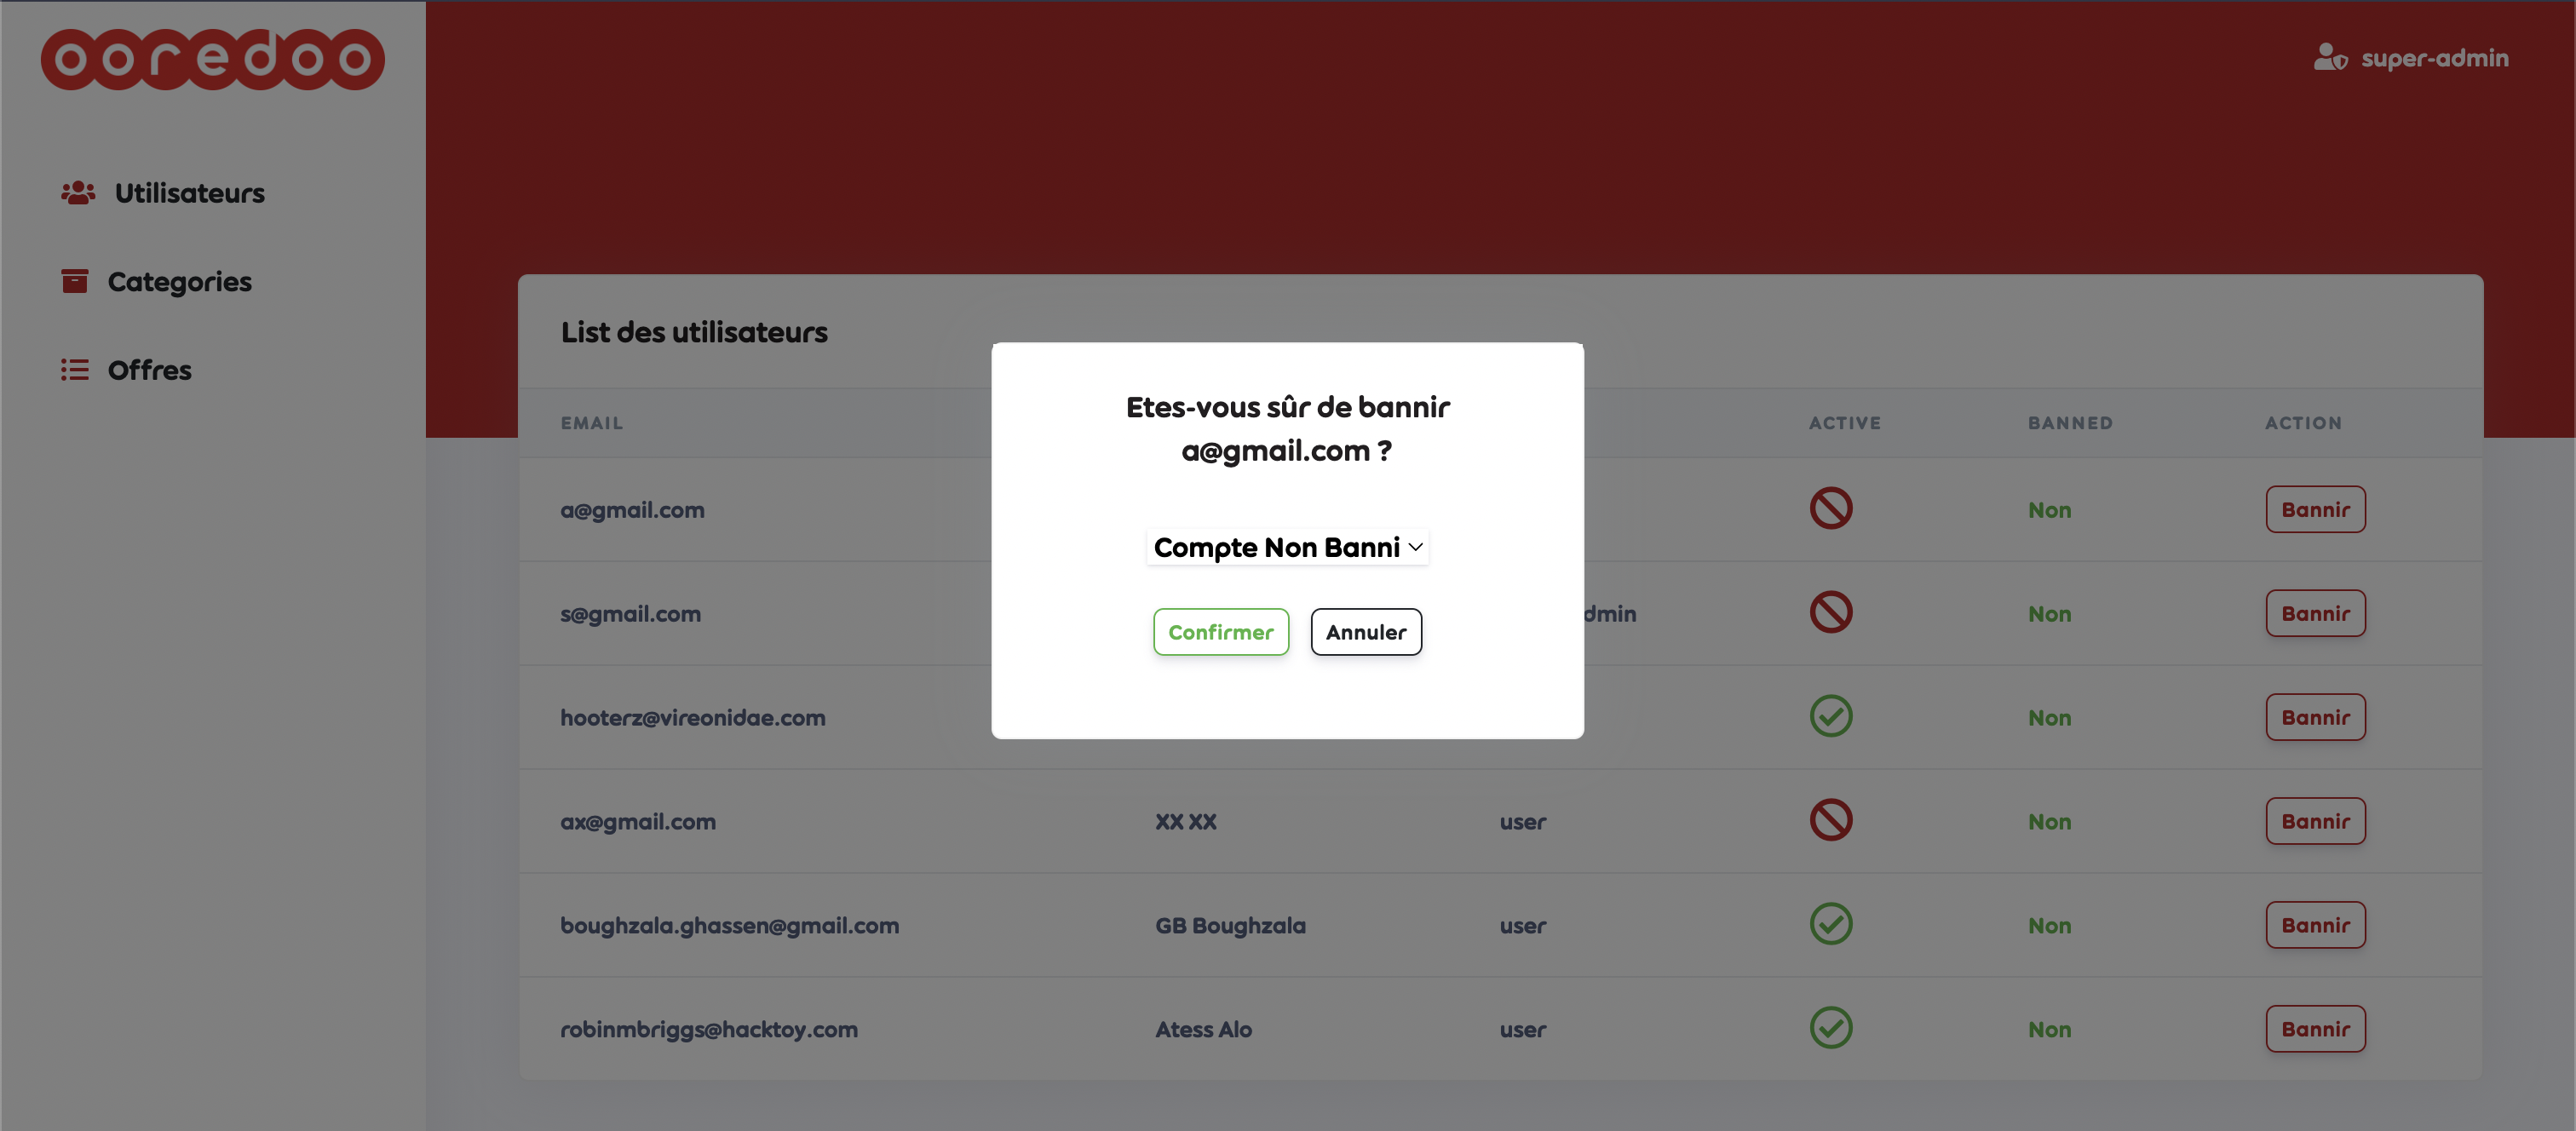 ooredoo
super-admin
Utilisateurs
Categories
Offres
List des utilisateurs
EMAIL ACTIVE BANNED ACTION
a@gmail.com Non Bannir
s@gmail.com dmin Non Bannir
hooterz@vireonidae.com Non Bannir
ax@gmail.com XX XX user Non Bannir
boughzala.ghassen@gmail.com GB Boughzala user Non Bannir
robinmbriggs@hacktoy.com Atess Alo user Non Bannir
Etes-vous sûr de bannir
a@gmail.com ?
Compte Non Banni
Confirmer Annuler